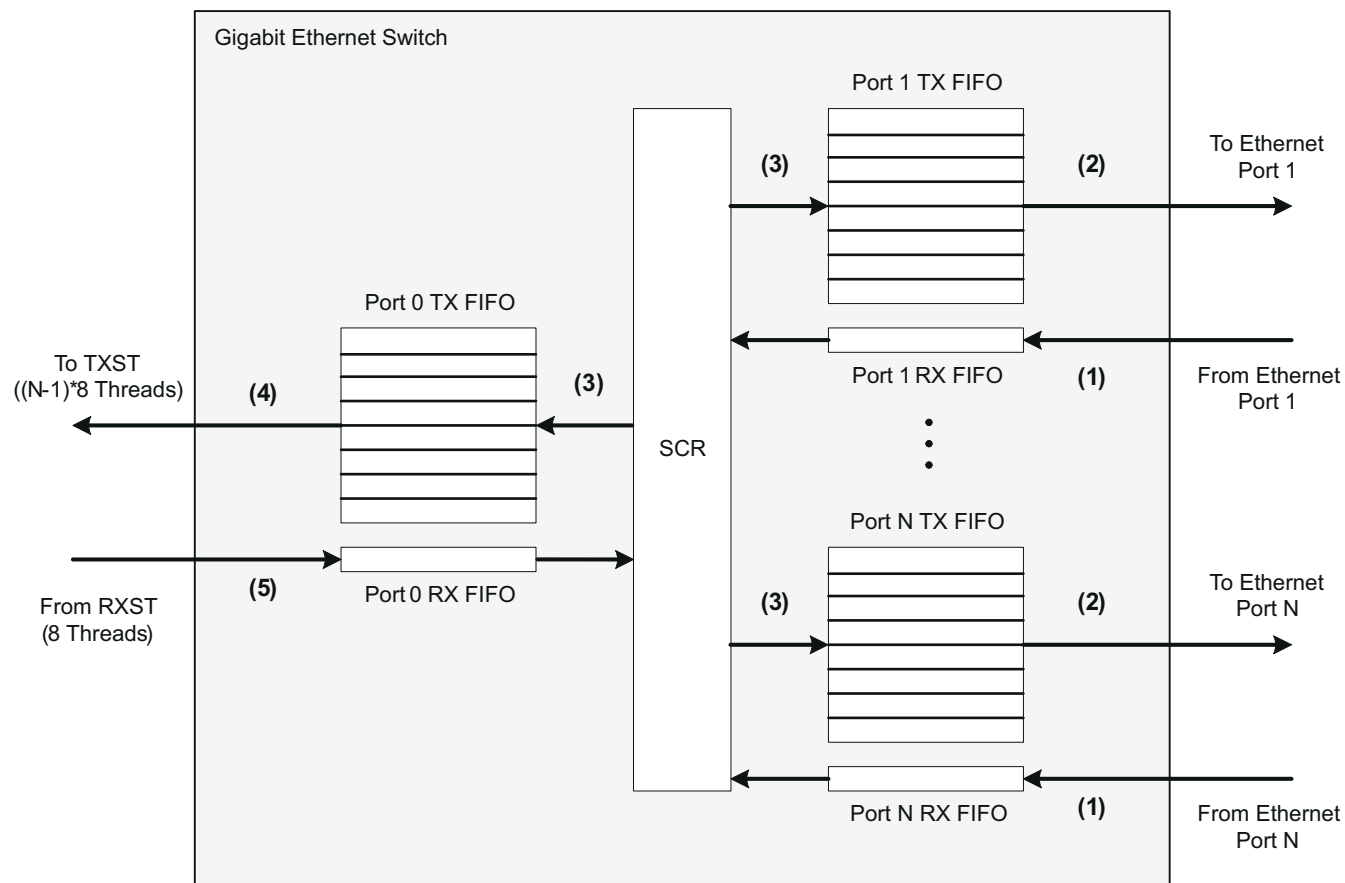 Gigabit Ethernet Switch
Port 1 TX FIFO
(3)
(2)
To Ethernet
Port 1
Port 0 TX FIFO
To TXST
((N-1)*8 Threads)
(4)
(3)
SCR
Port 1 RX FIFO
(1)
From Ethernet
Port 1
Port N TX FIFO
From RXST
(8 Threads)
(5)
Port 0 RX FIFO
(3)
(2)
To Ethernet
Port N
Port N RX FIFO
(1)
From Ethernet
Port N